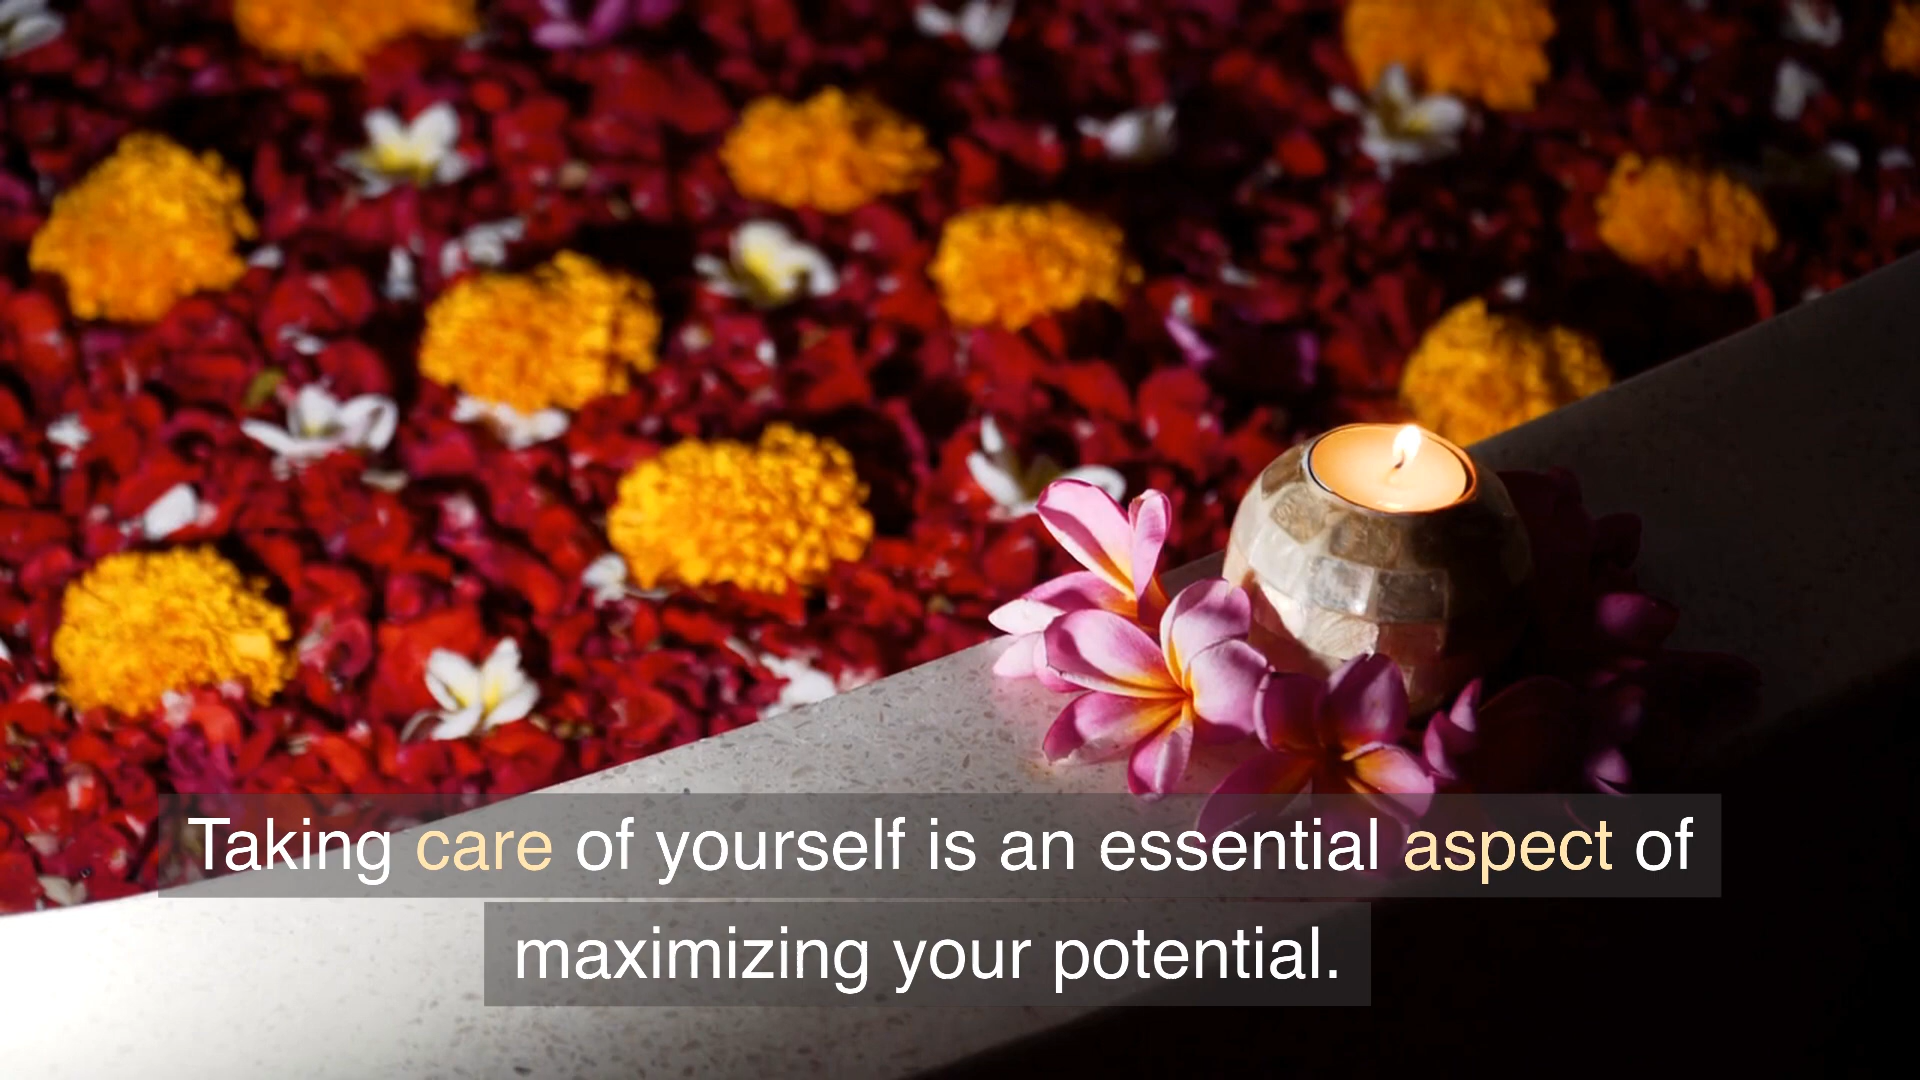 Taking care of yourself is an essential aspect of
maximizing your potential.